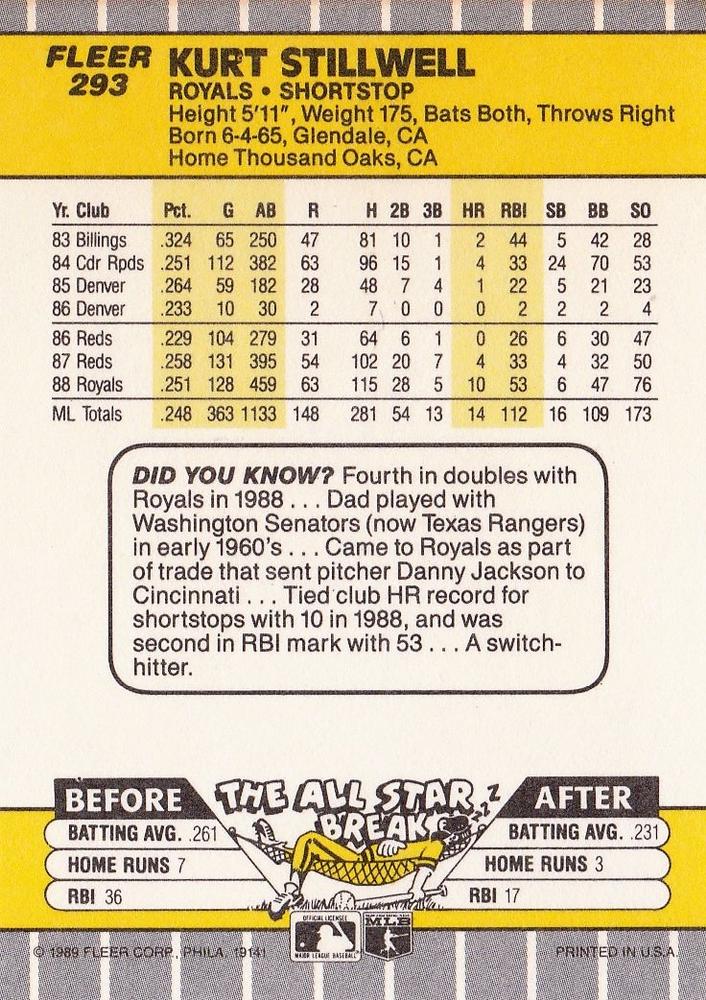 FLEER
293
KURT STILLWELL
ROYALS • SHORTSTOP
Height 5'11", Weight 175, Bats Both, Throws Right
Born 6-4-65, Glendale, CA
Home Thousand Oaks, CA
Yr. Club Pct. G AB R H 2B 3B HR RBI SB BB SO
83 Billings .324 65 250 47 81 10 1 2 44 5 42 28
84 Cdr Rpds .251 112 382 63 96 15 1 4 33 24 70 53
85 Denver .264 59 182 28 48 7 4 1 22 5 21 23
86 Denver .233 10 30 2 7 0 0 0 2 2 2 4
86 Reds .229 104 279 31 64 6 1 0 26 6 30 47
87 Reds .258 131 395 54 102 20 7 4 33 4 32 50
88 Royals .251 128 459 63 115 28 5 10 53 6 47 76
ML Totals .248 363 1133 148 281 54 13 14 112 16 109 173
DID YOU KNOW? Fourth in doubles with
Royals in 1988 . . . Dad played with
Washington Senators (now Texas Rangers)
in early 1960's . . . Came to Royals as part
of trade that sent pitcher Danny Jackson to
Cincinnati . . . Tied club HR record for
shortstops with 10 in 1988, and was
second in RBI mark with 53 . . . A switch-
hitter.
THE ALL STAR
BREAK
ZZZ
BEFORE
BATTING AVG. .261
HOME RUNS 7
RBI 36
AFTER
BATTING AVG. .231
HOME RUNS 3
RBI 17
OFFICIAL LICENSEE
MAJOR LEAGUE BASEBALL
MLB
© 1989 FLEER CORP., PHILA. 19141
PRINTED IN U.S.A.